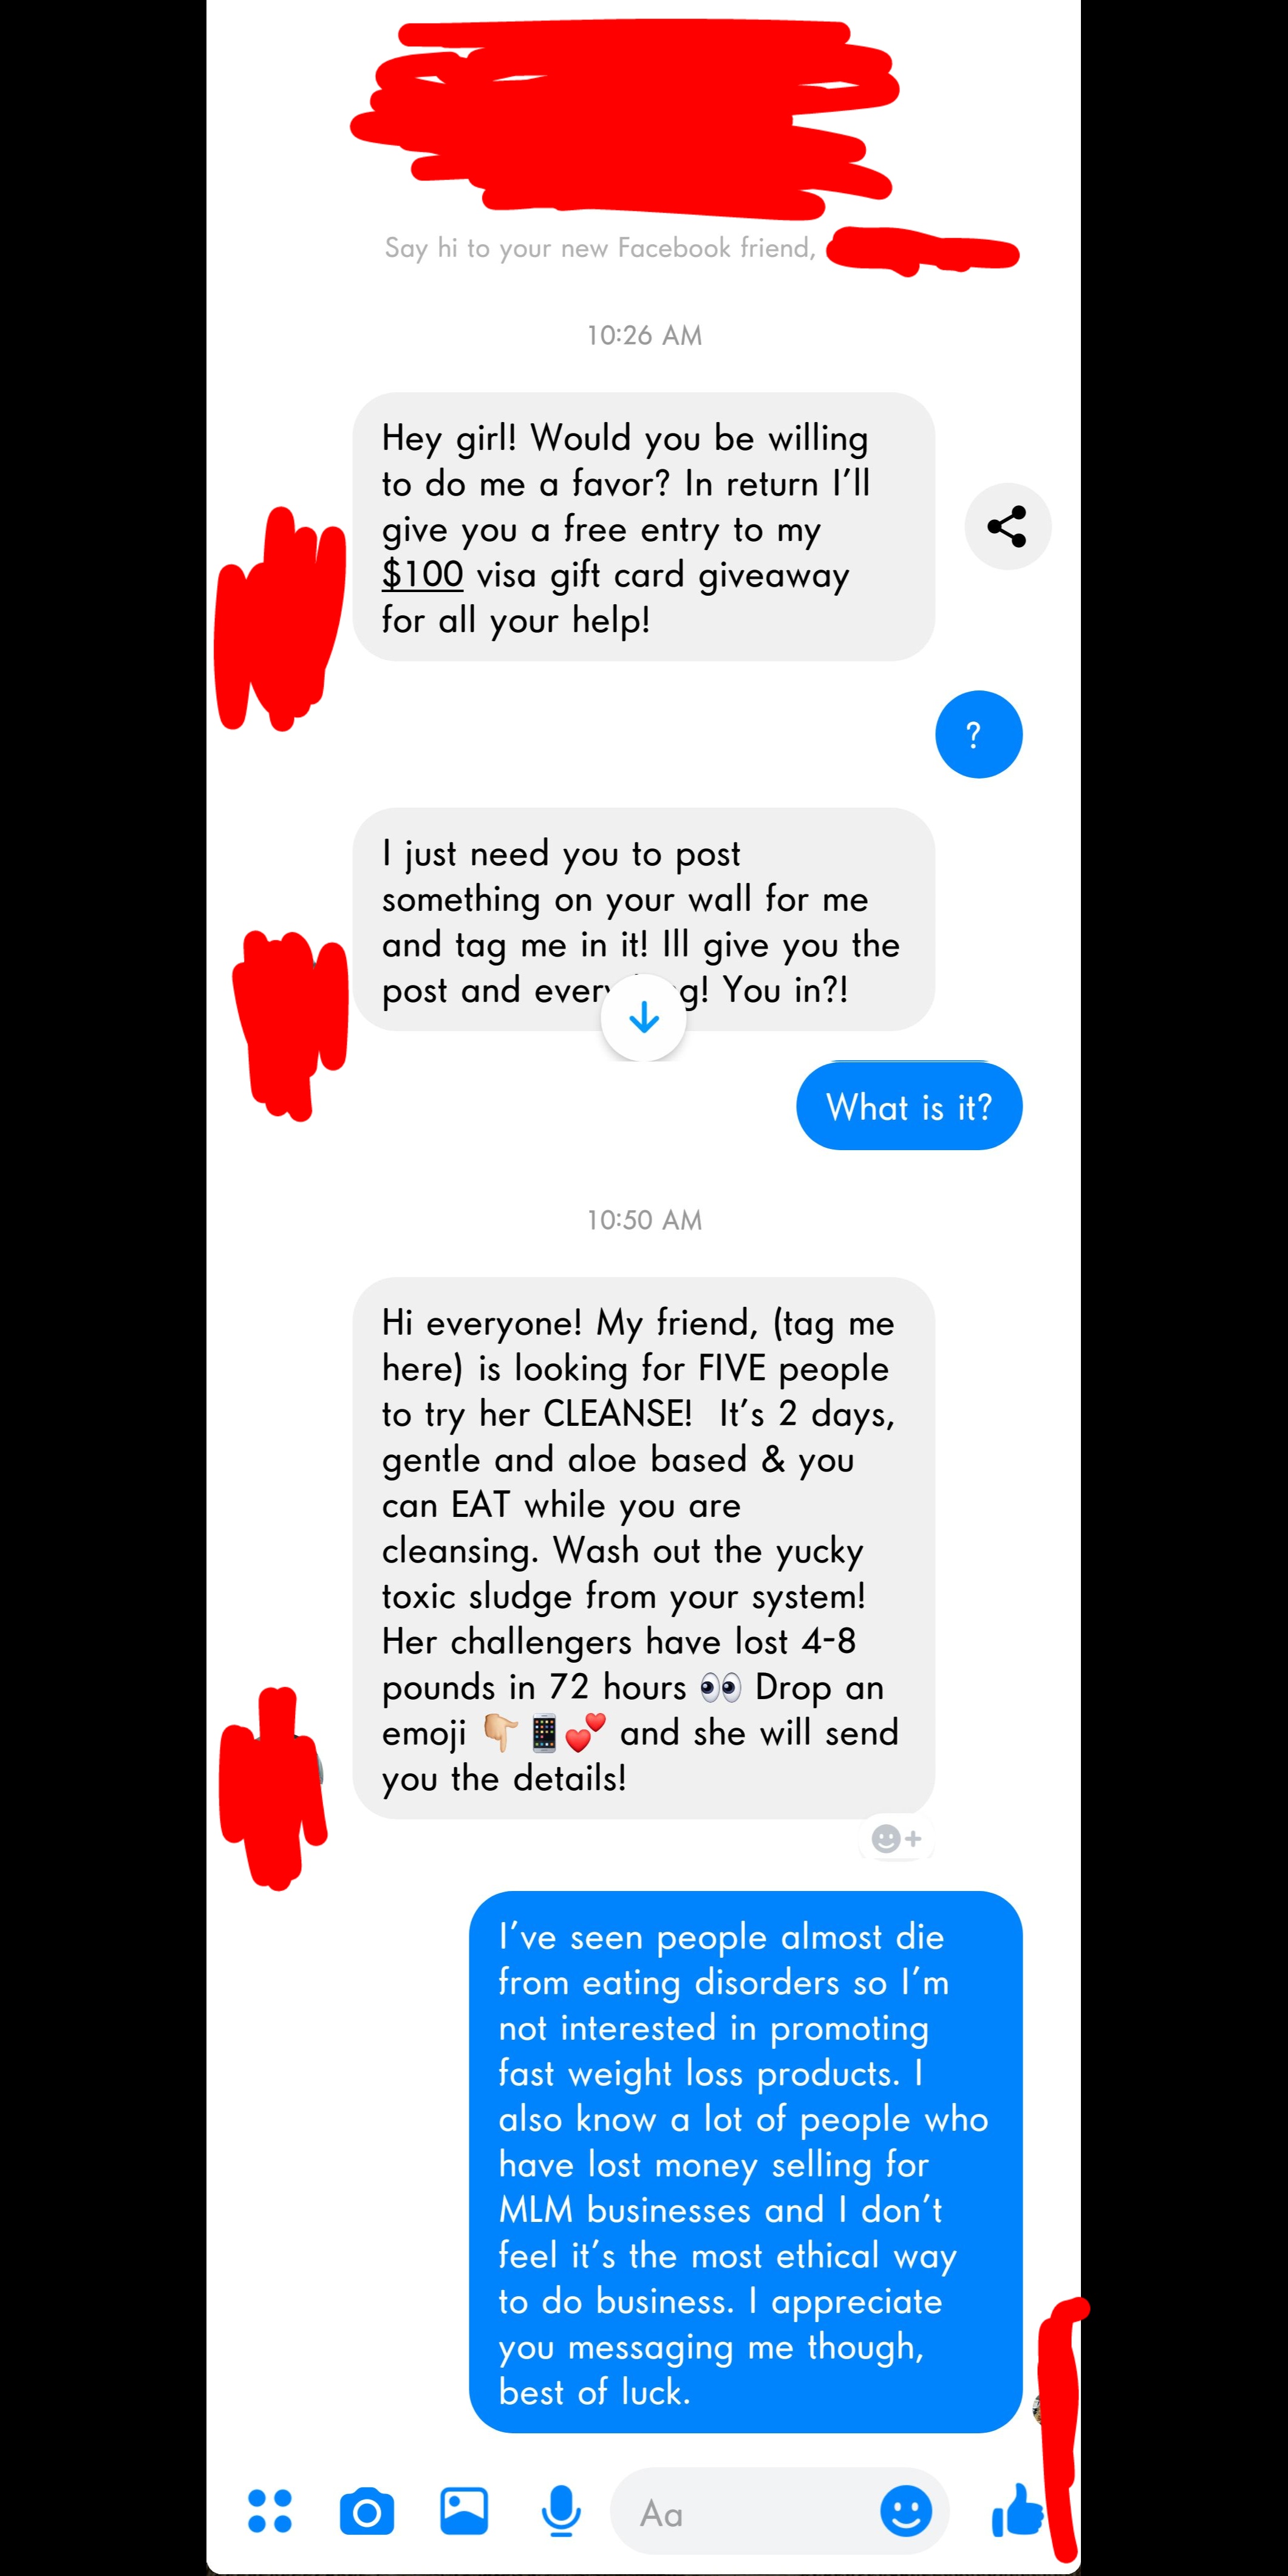 Say hi to your new Facebook friend,
10:26 AM
Hey girl! Would you be willing
to do me a favor? In return I'll
give you a free entry to my
$100 visa gift card giveaway
for all your help!
?
I just need you to post
something on your wall for me
and tag me in it! Ill give you the
post and g! You in?!
What is it?
10:50 AM
Hi everyone! My friend, (tag me
here) is looking for FIVE people
to try her CLEANSE!  It's 2 days,
gentle and aloe based & you
can EAT while you are
cleansing. Wash out the yucky
toxic sludge from your system!
Her challengers have lost 4-8
pounds in 72 hours 👀 Drop an
emoji 👇🏼 📱💕 and she will send
you the details!
I've seen people almost die
from eating disorders so I'm
not interested in promoting
fast weight loss products. I
also know a lot of people who
have lost money selling for
MLM businesses and I don't
feel it's the most ethical way
to do business. I appreciate
you messaging me though,
best of luck.
Aa